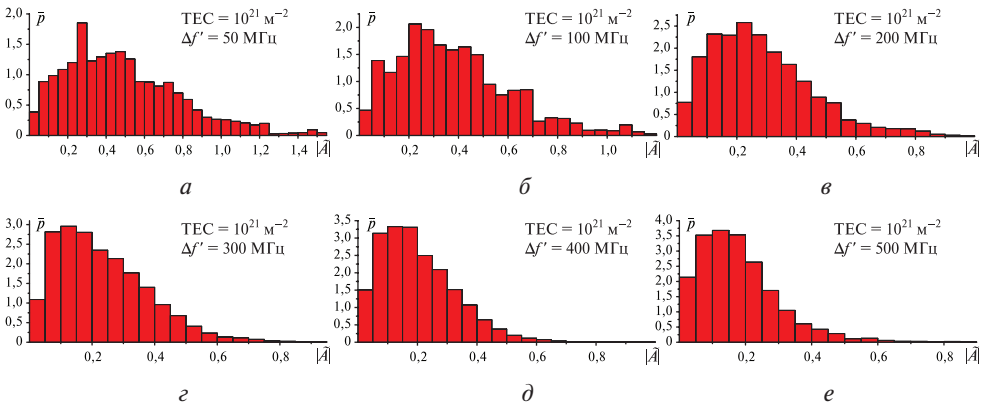 p̄
TEC = 10²¹ м⁻²
Δf′ = 50 МГц
2,0
1,5
1,0
0,5
0
0,2 0,4 0,6 0,8 1,0 1,2 1,4 |Ã|
а
p̄
TEC = 10²¹ м⁻²
Δf′ = 100 МГц
2,0
1,5
1,0
0,5
0
0,2 0,4 0,6 0,8 1,0 |Ã|
б
p̄
TEC = 10²¹ м⁻²
Δf′ = 200 МГц
2,5
2,0
1,5
1,0
0,5
0
0,2 0,4 0,6 0,8 |Ã|
в
p̄
TEC = 10²¹ м⁻²
Δf′ = 300 МГц
3,0
2,5
2,0
1,5
1,0
0,5
0
0,2 0,4 0,6 0,8 |Ã|
г
p̄
TEC = 10²¹ м⁻²
Δf′ = 400 МГц
3,5
3,0
2,5
2,0
1,5
1,0
0,5
0
0,2 0,4 0,6 0,8 |Ã|
д
p̄
TEC = 10²¹ м⁻²
Δf′ = 500 МГц
4,0
3,5
3,0
2,5
2,0
1,5
1,0
0,5
0
0,2 0,4 0,6 0,8 |Ã|
е